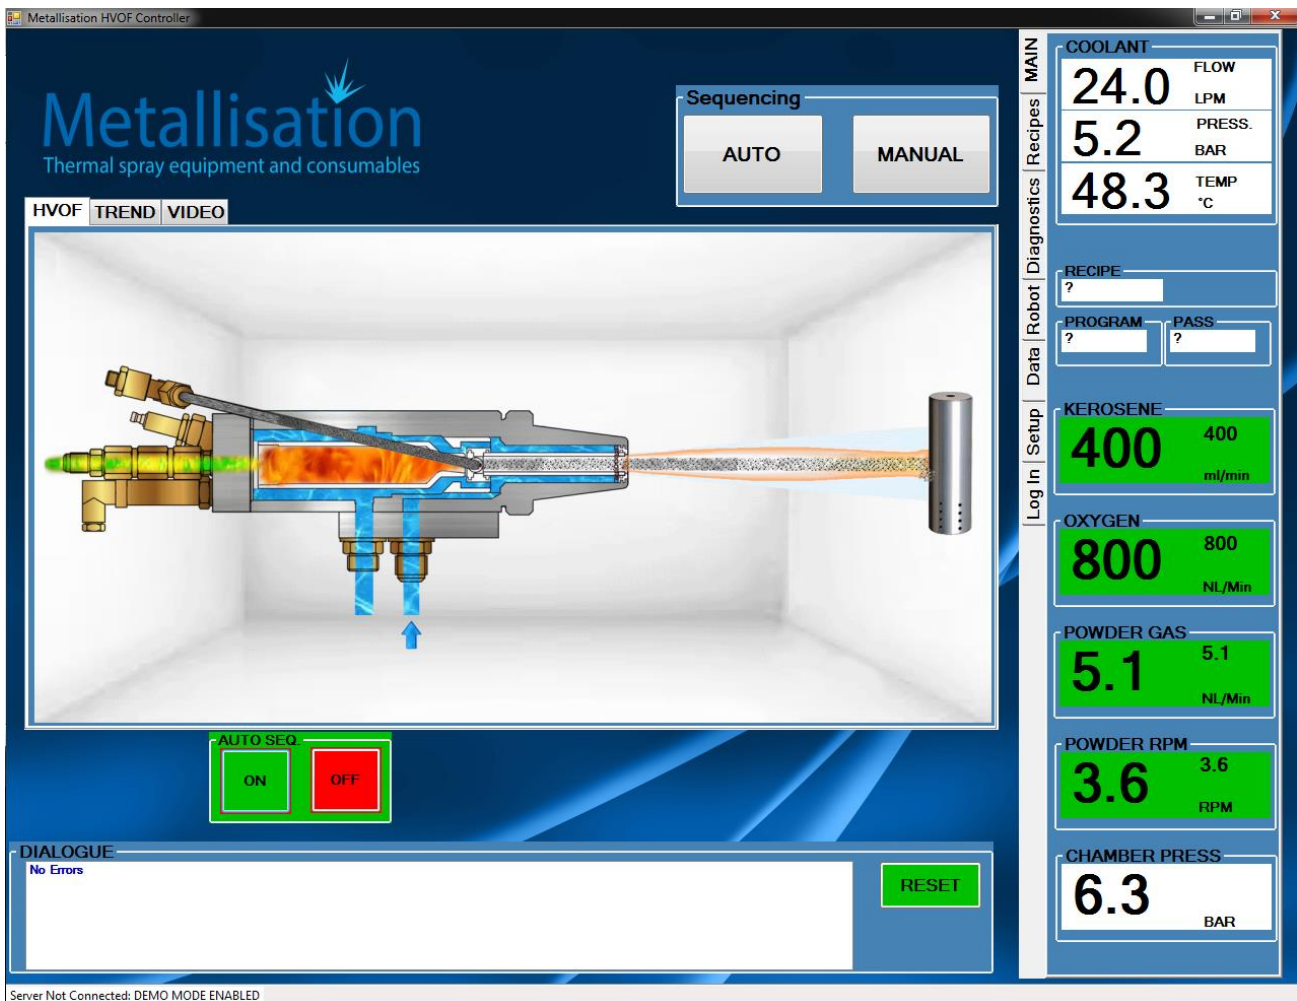 Metallisation HVOF Controller
Metallisation
Thermal spray equipment and consumables
Sequencing
AUTO
MANUAL
HVOF TREND VIDEO
AUTO SEQ.
ON
OFF
DIALOGUE
No Errors
RESET
MAIN
Recipes
Diagnostics
Robot
Data
Setup
Log In
COOLANT
24.0 FLOW
LPM
5.2 PRESS.
BAR
48.3 TEMP
°C
RECIPE
?
PROGRAM PASS
? ?
KEROSENE
400 400
ml/min
OXYGEN
800 800
NL/Min
POWDER GAS
5.1 5.1
NL/Min
POWDER RPM
3.6 3.6
RPM
CHAMBER PRESS
6.3
BAR
Server Not Connected: DEMO MODE ENABLED